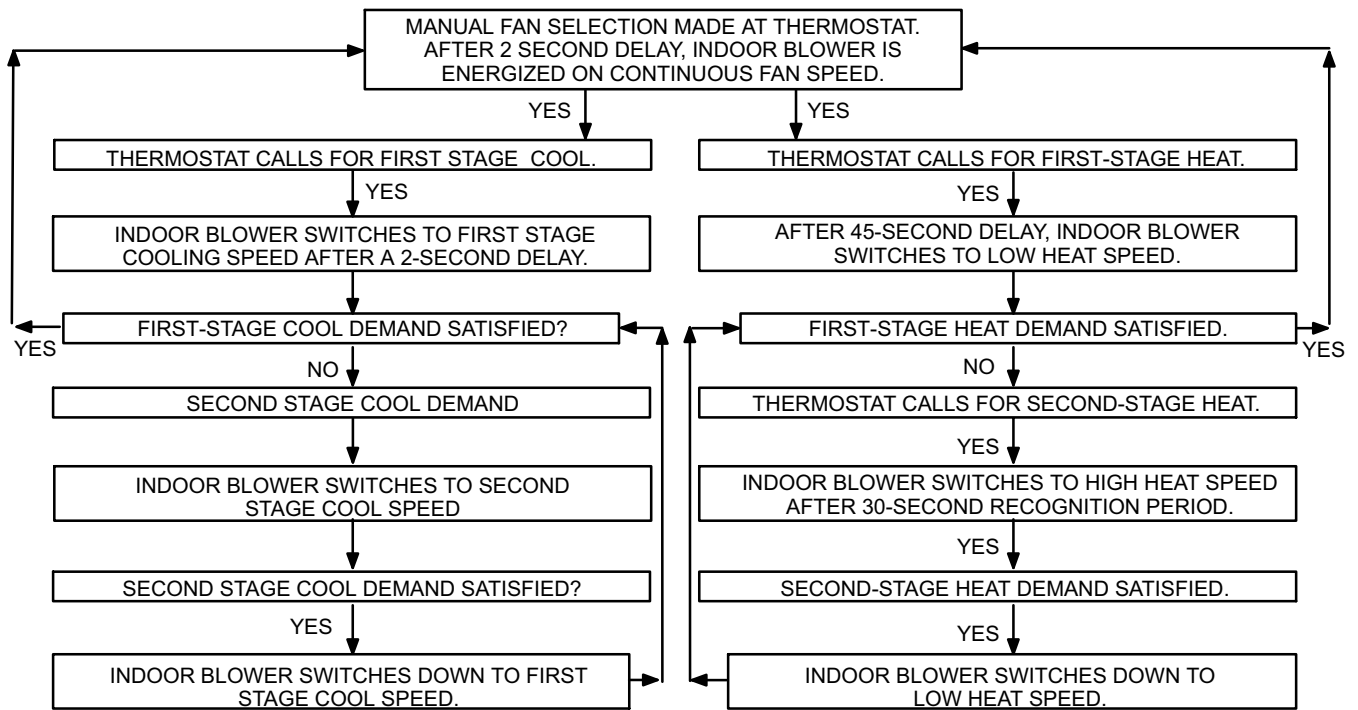 MANUAL FAN SELECTION MADE AT THERMOSTAT.
AFTER 2 SECOND DELAY, INDOOR BLOWER IS
ENERGIZED ON CONTINUOUS FAN SPEED.
YES
YES
THERMOSTAT CALLS FOR FIRST STAGE COOL.
YES
INDOOR BLOWER SWITCHES TO FIRST STAGE
COOLING SPEED AFTER A 2-SECOND DELAY.
FIRST-STAGE COOL DEMAND SATISFIED?
YES
NO
SECOND STAGE COOL DEMAND
INDOOR BLOWER SWITCHES TO SECOND
STAGE COOL SPEED
SECOND STAGE COOL DEMAND SATISFIED?
YES
INDOOR BLOWER SWITCHES DOWN TO FIRST
STAGE COOL SPEED.
THERMOSTAT CALLS FOR FIRST-STAGE HEAT.
YES
AFTER 45-SECOND DELAY, INDOOR BLOWER
SWITCHES TO LOW HEAT SPEED.
FIRST-STAGE HEAT DEMAND SATISFIED.
YES
NO
THERMOSTAT CALLS FOR SECOND-STAGE HEAT.
YES
INDOOR BLOWER SWITCHES TO HIGH HEAT SPEED
AFTER 30-SECOND RECOGNITION PERIOD.
YES
SECOND-STAGE HEAT DEMAND SATISFIED.
YES
INDOOR BLOWER SWITCHES DOWN TO
LOW HEAT SPEED.